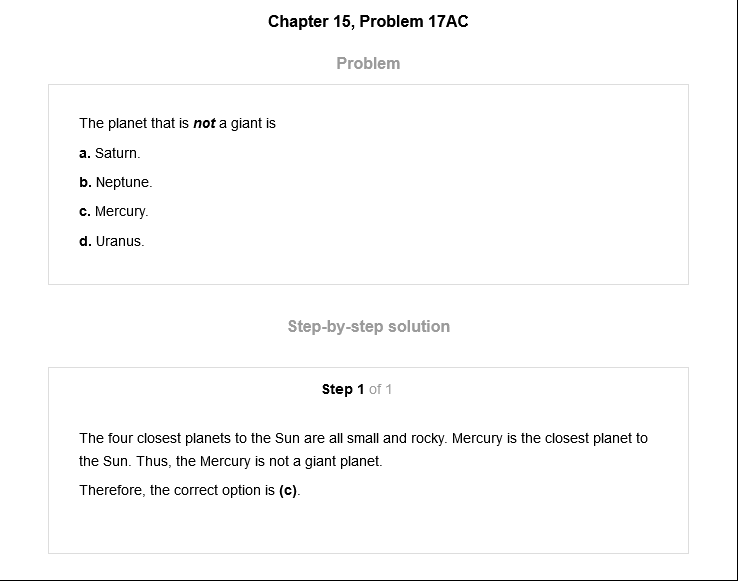 Chapter 15, Problem 17AC
Problem
The planet that is not a giant is
a. Saturn.
b. Neptune.
c. Mercury.
d. Uranus.
Step-by-step solution
Step 1 of 1
The four closest planets to the Sun are all small and rocky. Mercury is the closest planet to
the Sun. Thus, the Mercury is not a giant planet.
Therefore, the correct option is (c).